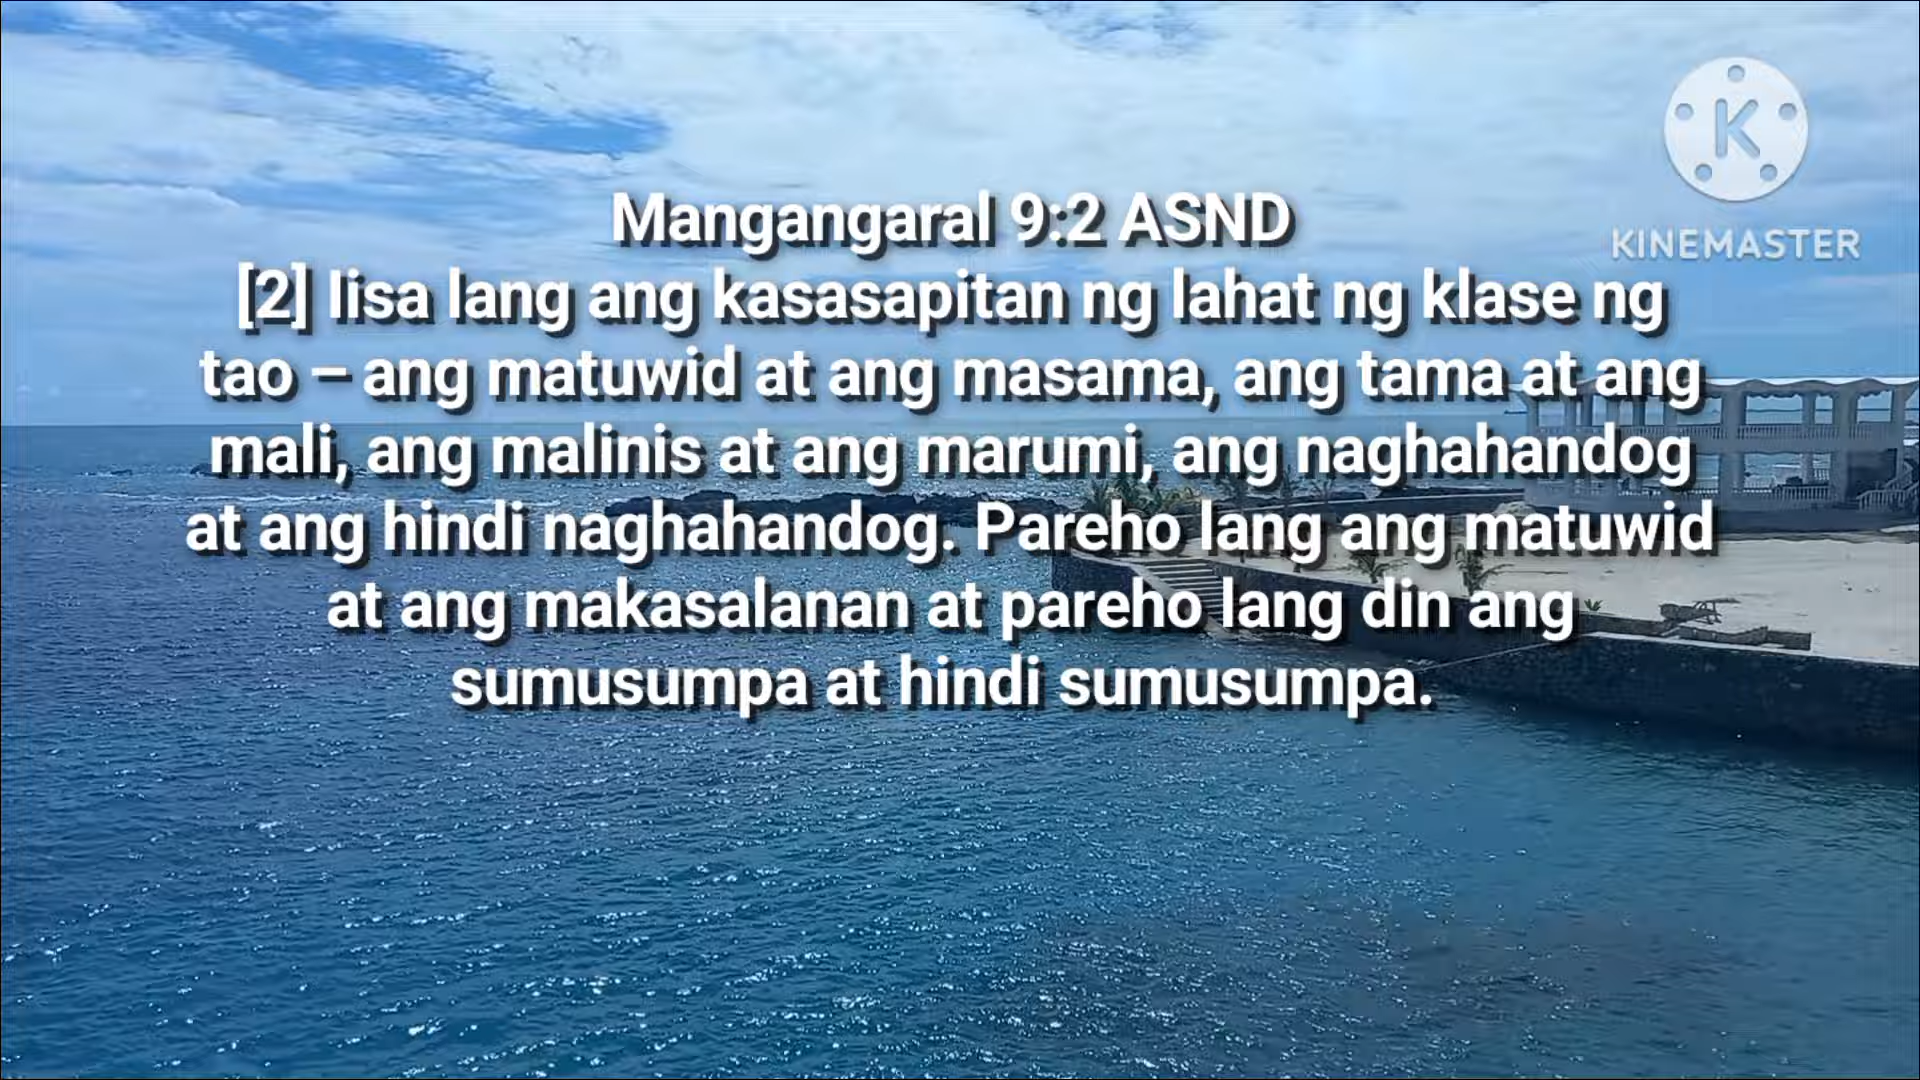 Mangangaral 9:2 ASND
[2] Iisa lang ang kasasapitan ng lahat ng klase ng
tao – ang matuwid at ang masama, ang tama at ang
mali, ang malinis at ang marumi, ang naghahandog
at ang hindi naghahandog. Pareho lang ang matuwid
at ang makasalanan at pareho lang din ang
sumusumpa at hindi sumusumpa.
K
KINEMASTER